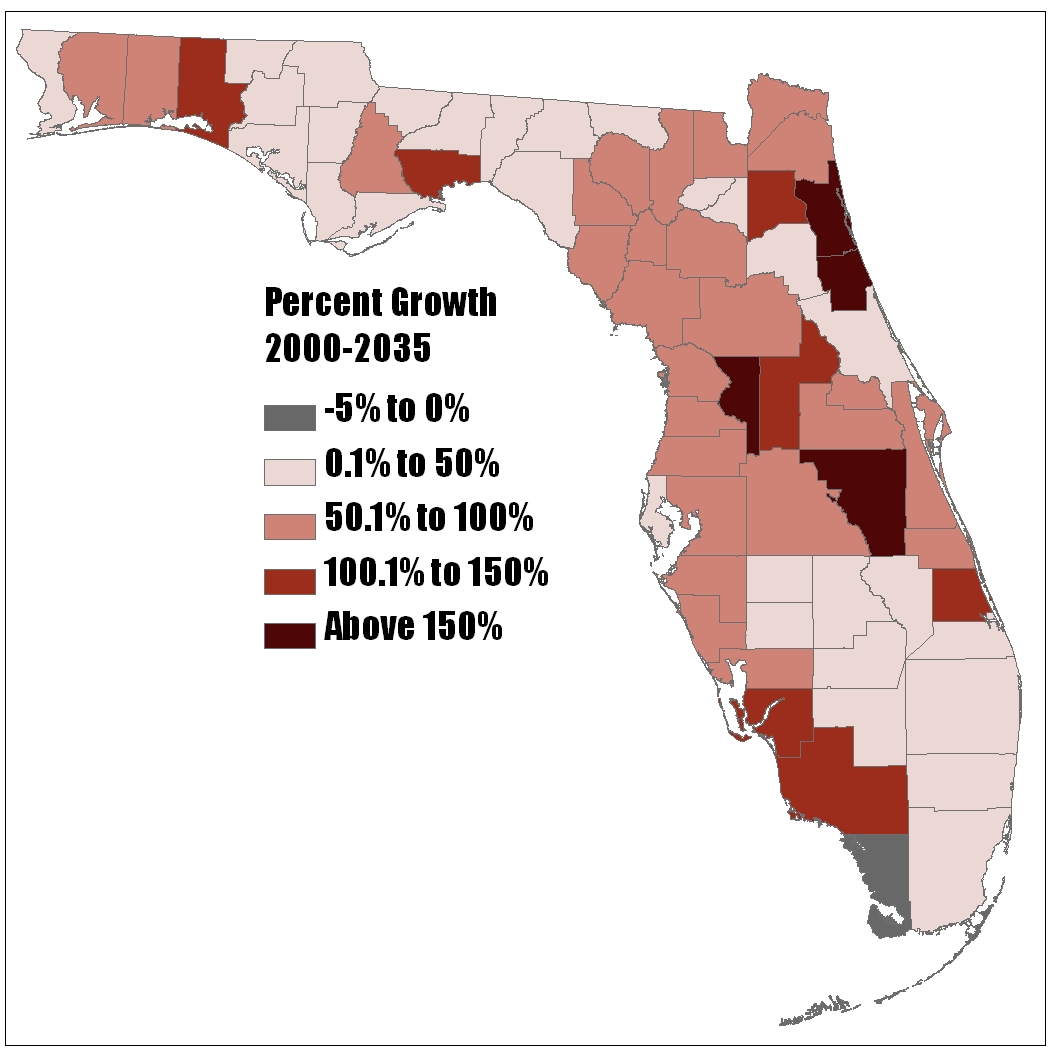 Percent Growth
2000-2035
-5% to 0%
0.1% to 50%
50.1% to 100%
100.1% to 150%
Above 150%